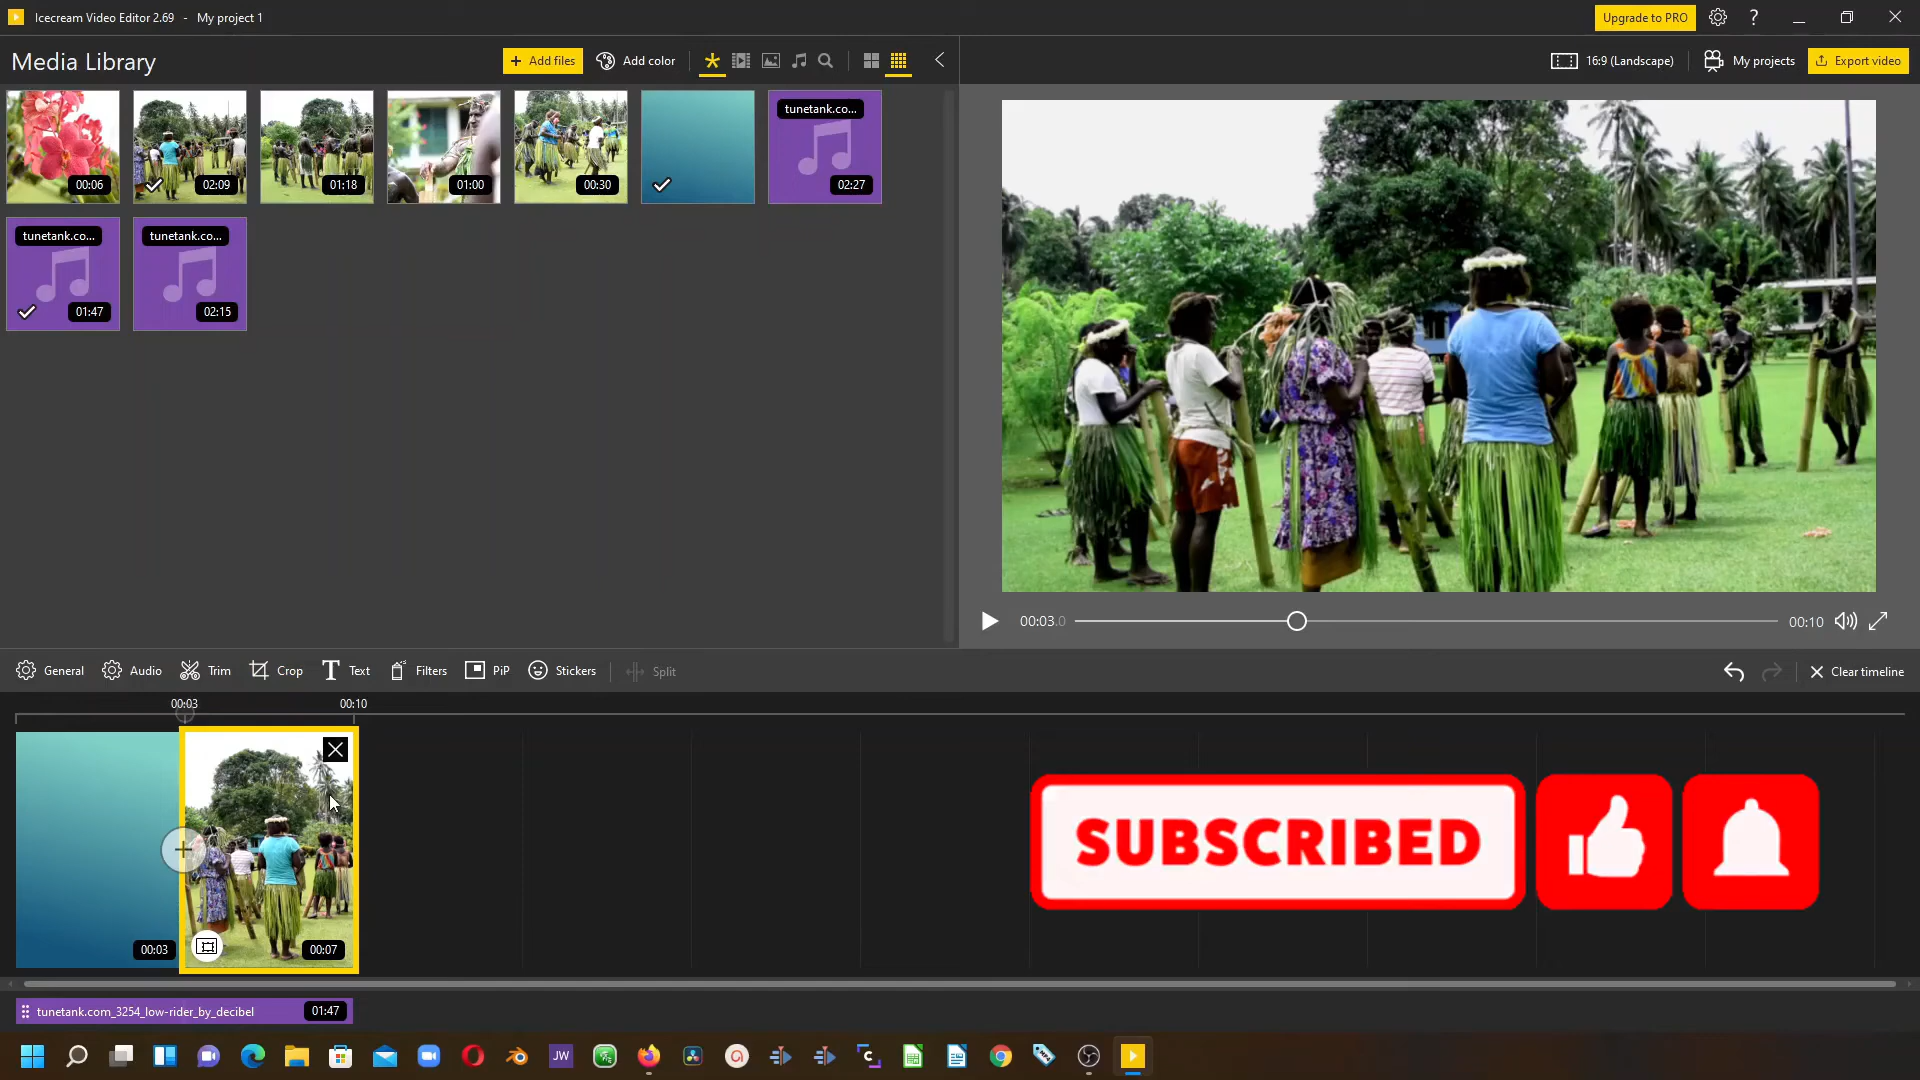 Icecream Video Editor 2.69 - My project 1
Upgrade to PRO
?
Media Library
+ Add files
Add color
16:9 (Landscape)
My projects
Export video
00:06
02:09
01:18
01:00
00:30
tunetank.co...
02:27
tunetank.co...
01:47
tunetank.co...
02:15
00:03.0
00:10
General
Audio
Trim
Crop
T Text
Filters
PiP
Stickers
Split
Clear timeline
00:03
00:10
00:03
00:07
SUBSCRIBED
tunetank.com_3254_low-rider_by_decibel
01:47
JW